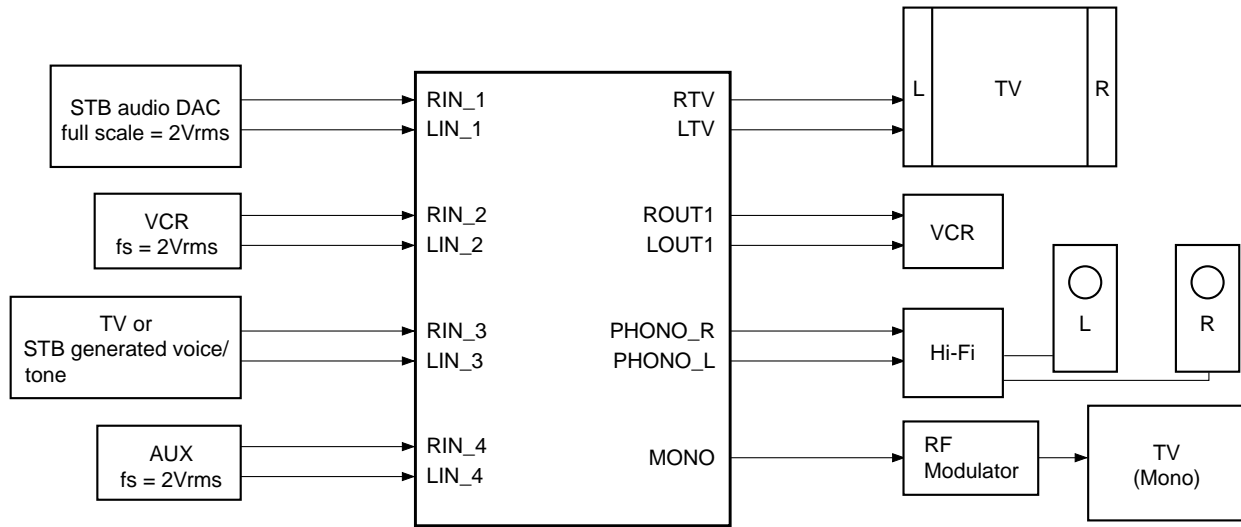 STB audio DAC
full scale = 2Vrms
VCR
fs = 2Vrms
TV or
STB generated voice/
tone
AUX
fs = 2Vrms
RIN_1
LIN_1
RIN_2
LIN_2
RIN_3
LIN_3
RIN_4
LIN_4
RTV
LTV
ROUT1
LOUT1
PHONO_R
PHONO_L
MONO
L
TV
R
VCR
Hi-Fi
L
R
RF
Modulator
TV
(Mono)